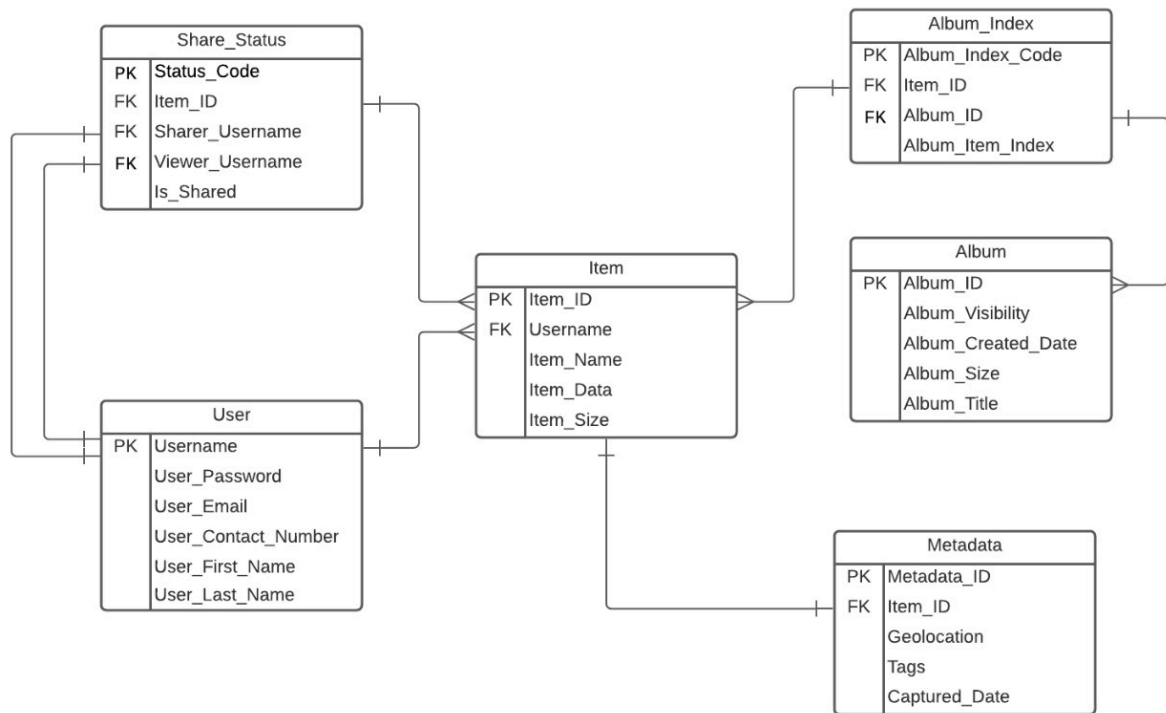 Share_Status
PK Status_Code
FK Item_ID
FK Sharer_Username
FK Viewer_Username
Is_Shared
Album_Index
PK Album_Index_Code
FK Item_ID
FK Album_ID
Album_Item_Index
Item
PK Item_ID
FK Username
Item_Name
Item_Data
Item_Size
Album
PK Album_ID
Album_Visibility
Album_Created_Date
Album_Size
Album_Title
User
PK Username
User_Password
User_Email
User_Contact_Number
User_First_Name
User_Last_Name
Metadata
PK Metadata_ID
FK Item_ID
Geolocation
Tags
Captured_Date